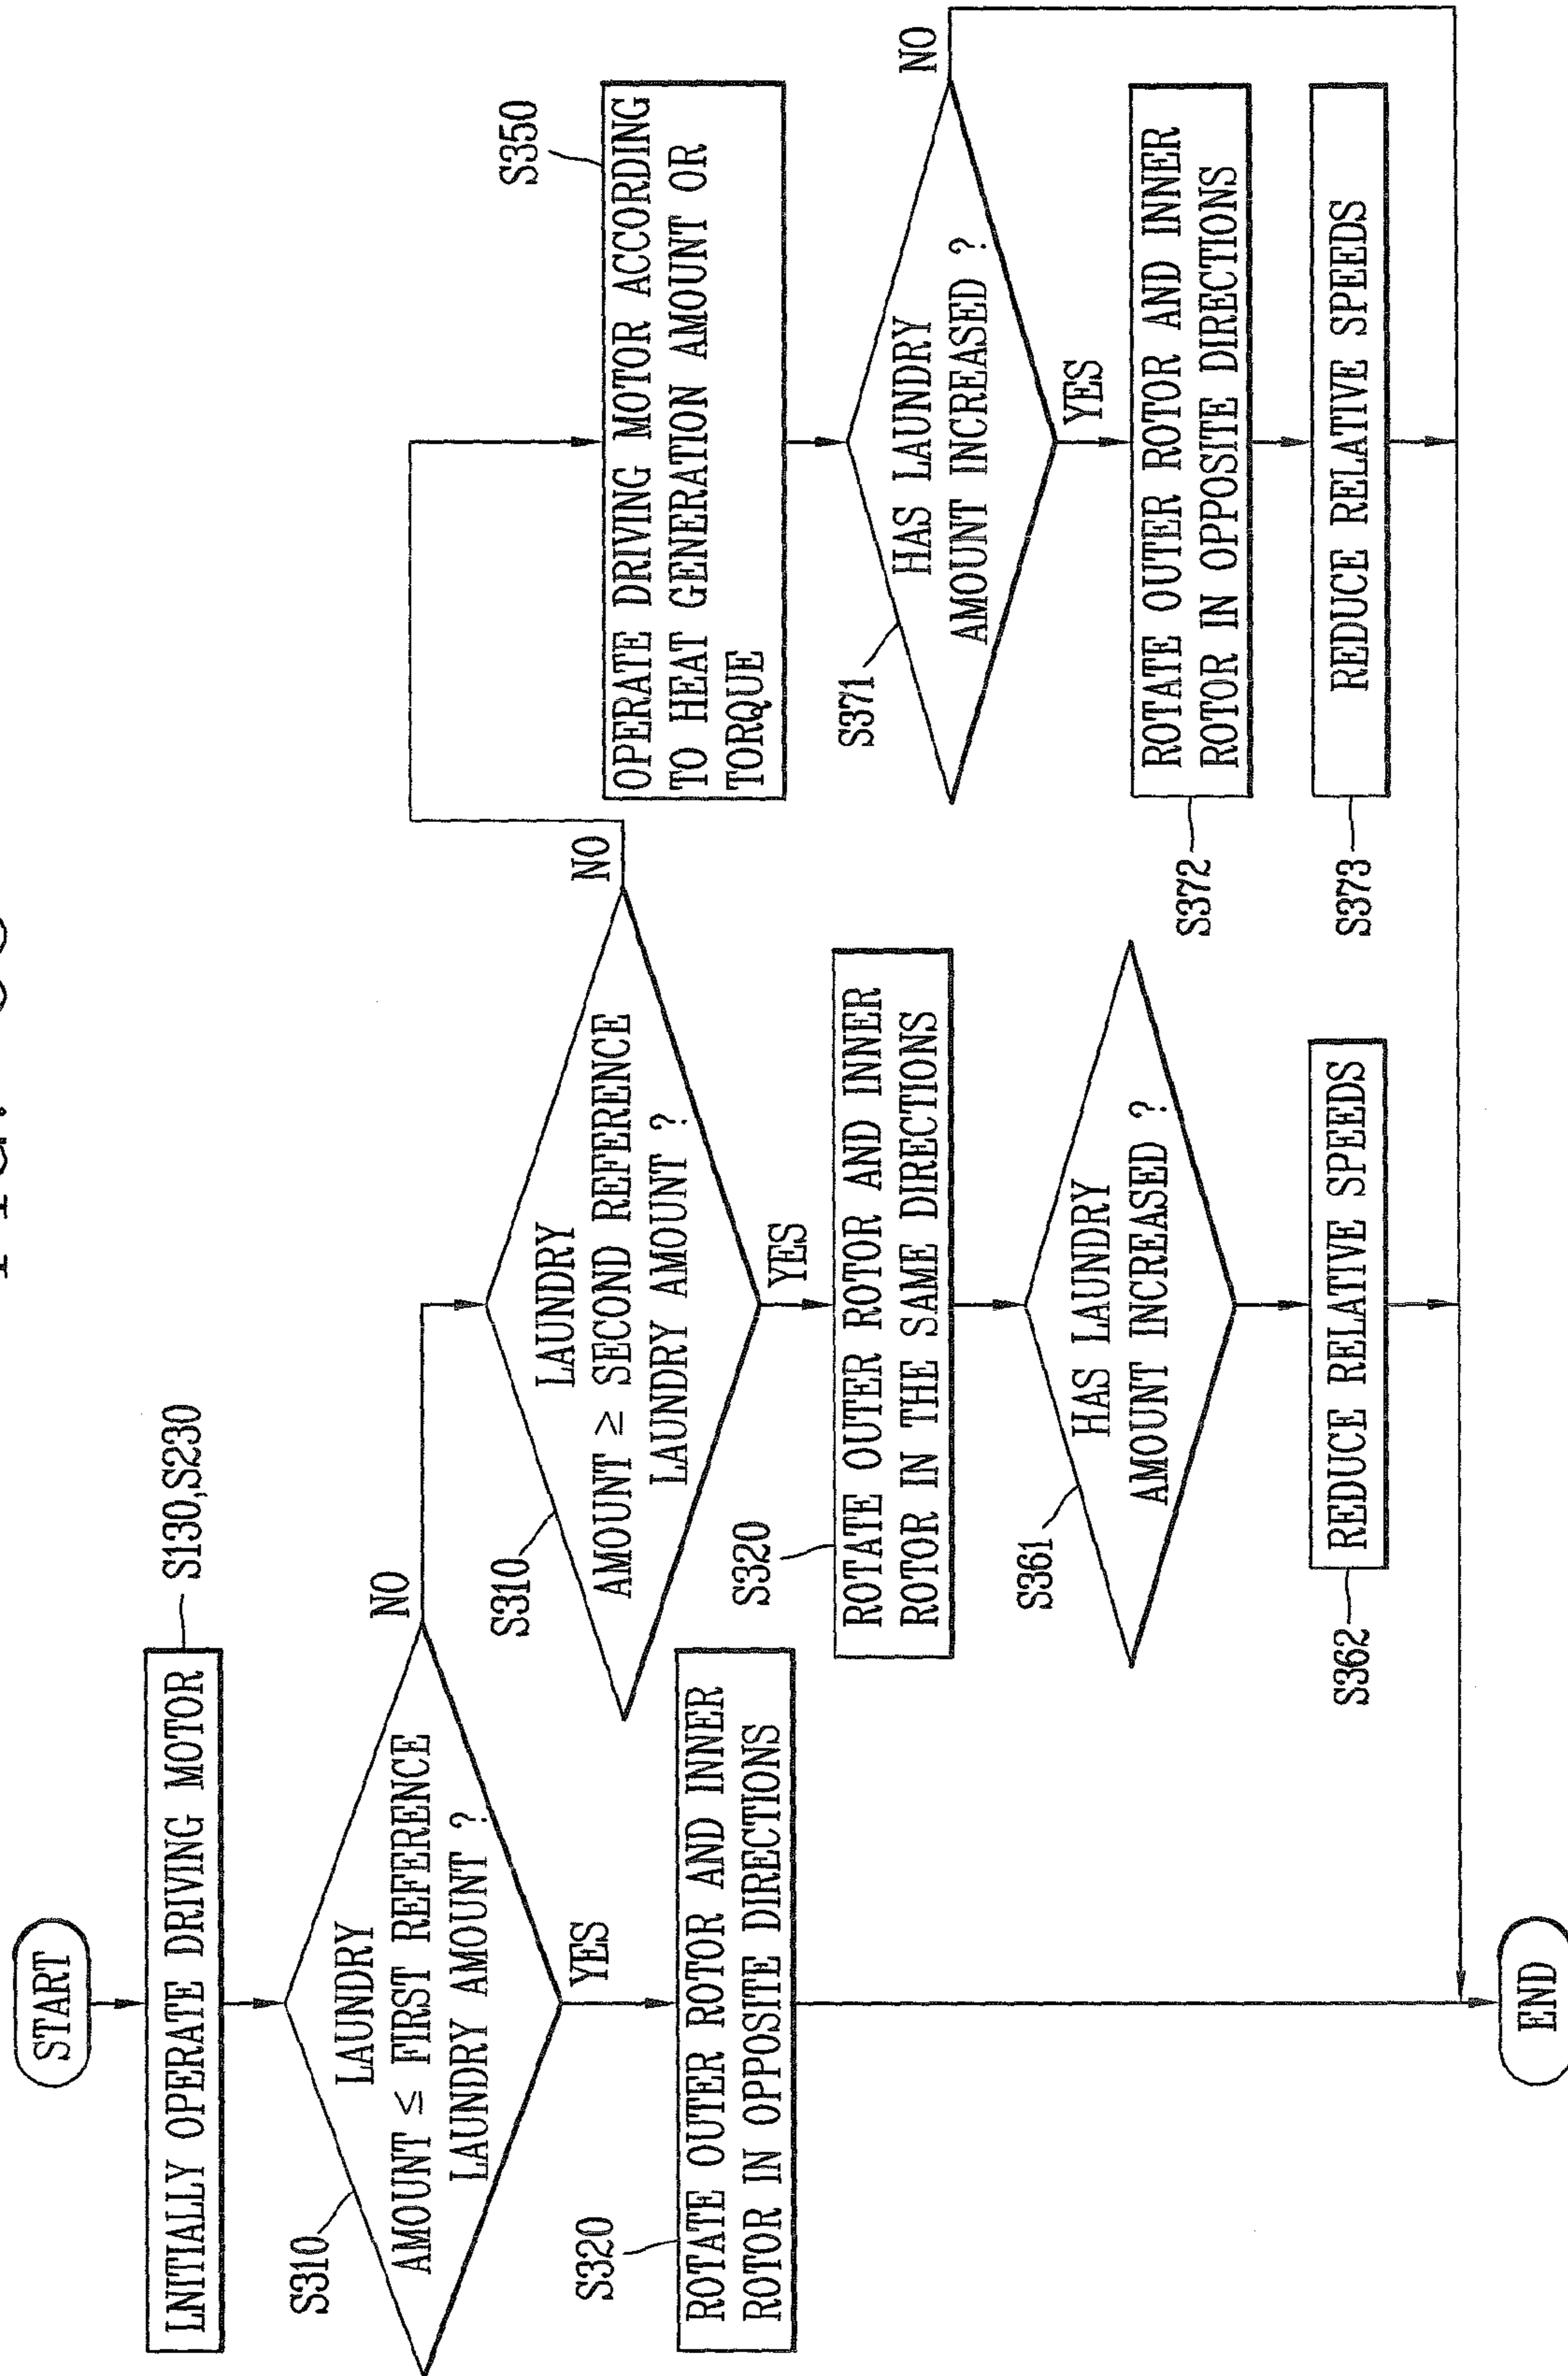 START
LNITIALLY OPERATE DRIVING MOTOR
S130,S230
LAUNDRY
AMOUNT ≤ FIRST REFERENCE
LAUNDRY AMOUNT ?
S310
NO
YES
ROTATE OUTER ROTOR AND INNER
ROTOR IN OPPOSITE DIRECTIONS
S320
LAUNDRY
AMOUNT ≥ SECOND REFERENCE
LAUNDRY AMOUNT ?
S310
NO
YES
ROTATE OUTER ROTOR AND INNER
ROTOR IN THE SAME DIRECTIONS
S320
HAS LAUNDRY
AMOUNT INCREASED ?
S361
REDUCE RELATIVE SPEEDS
S362
OPERATE DRIVING MOTOR ACCORDING
TO HEAT GENERATION AMOUNT OR
TORQUE
S350
HAS LAUNDRY
AMOUNT INCREASED ?
S371
NO
YES
ROTATE OUTER ROTOR AND INNER
ROTOR IN OPPOSITE DIRECTIONS
S372
REDUCE RELATIVE SPEEDS
S373
END